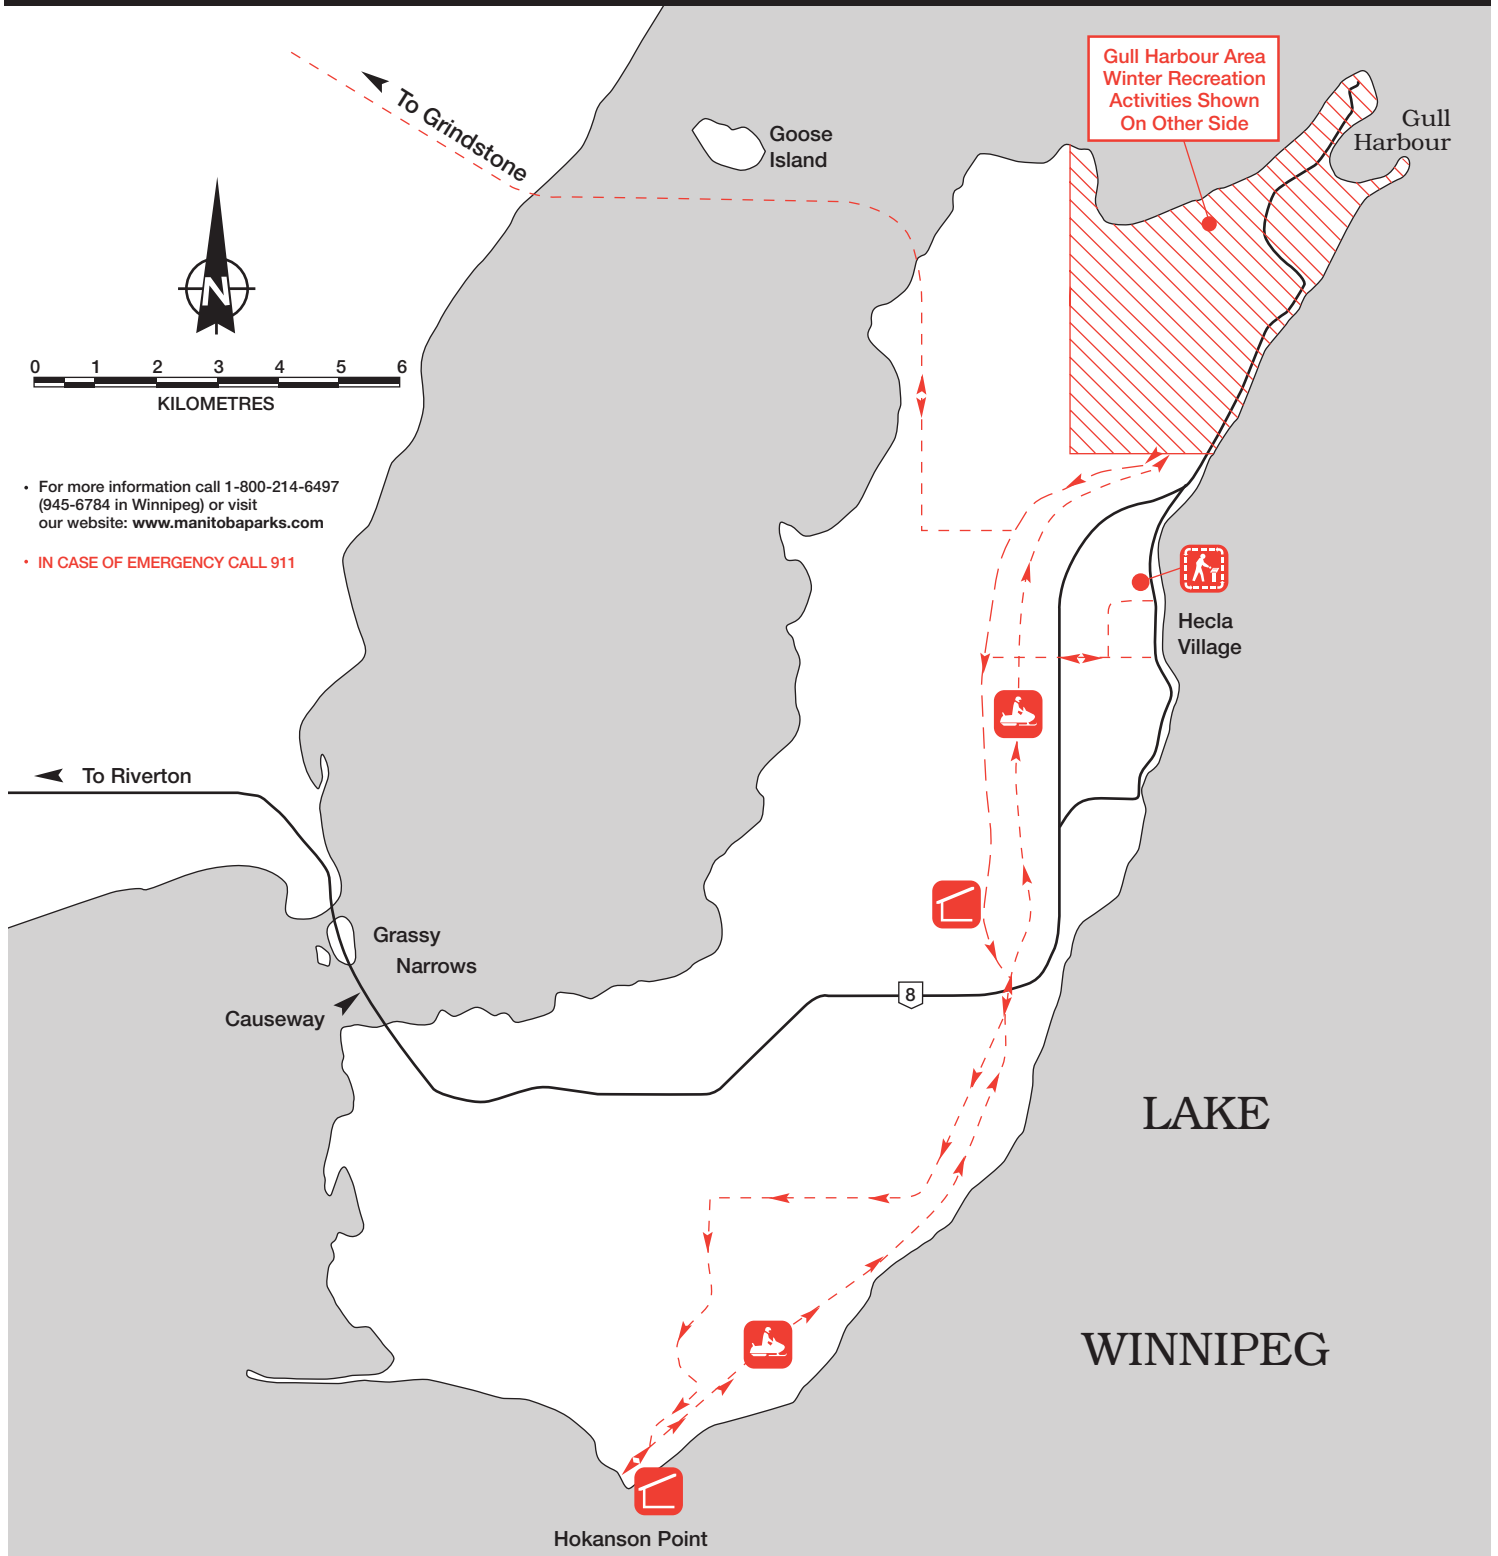 Gull Harbour Area
Winter Recreation
Activities Shown
On Other Side
Gull
Harbour
To Grindstone
Goose
Island
N
0 1 2 3 4 5 6
KILOMETRES
• For more information call 1-800-214-6497
(945-6784 in Winnipeg) or visit
our website: www.manitobaparks.com
• IN CASE OF EMERGENCY CALL 911
Hecla
Village
To Riverton
Grassy
Narrows
Causeway
8
LAKE
WINNIPEG
Hokanson Point